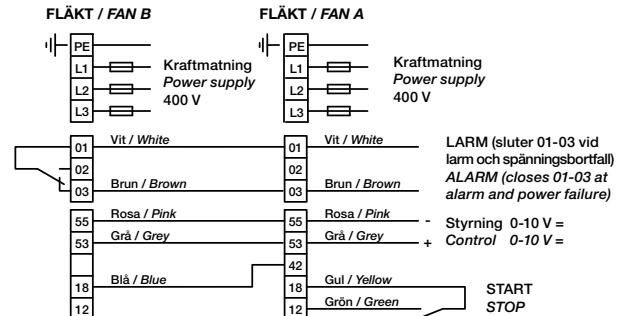 FLÄKT / FAN B
FLÄKT / FAN A
PE
L1
L2
L3
Kraftmatning
Power supply
400 V
PE
L1
L2
L3
Kraftmatning
Power supply
400 V
01 Vit / White
02
03 Brun / Brown
01 Vit / White
02
03 Brun / Brown
LARM (sluter 01-03 vid
larm och spänningsbortfall)
ALARM (closes 01-03 at
alarm and power failure)
55 Rosa / Pink
53 Grå / Grey
18 Blå / Blue
12
55 Rosa / Pink -
53 Grå / Grey +
42
18 Gul / Yellow
12 Grön / Green
Styrning 0-10 V =
Control 0-10 V =
START
STOP